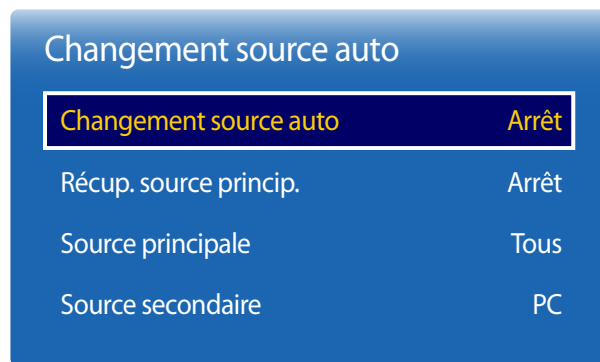 Changement source auto
Changement source auto Arrêt
Récup. source princip. Arrêt
Source principale Tous
Source secondaire PC